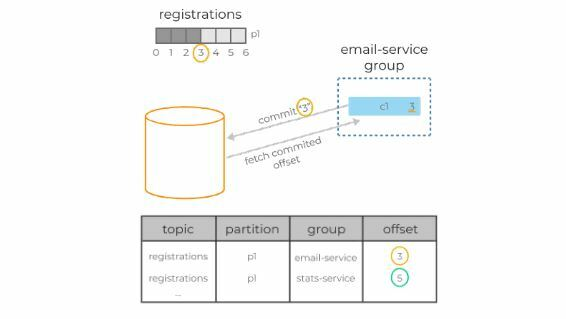 registrations
p1
0 1 2 3 4 5 6
email-service
group
c1 3
commit "3"
fetch commited
offset
topic partition group offset
registrations p1 email-service 3
registrations p1 stats-service 5
...